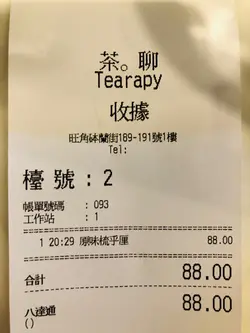 茶。聊
Tearapy
收據
旺角砵蘭街189-191號1樓
Tel:
檯 號 : 2
帳單號碼 : 093
工作站 : 1
1 20:29 原味梳乎厘 88.00
合計 88.00
八達通 88.00
()